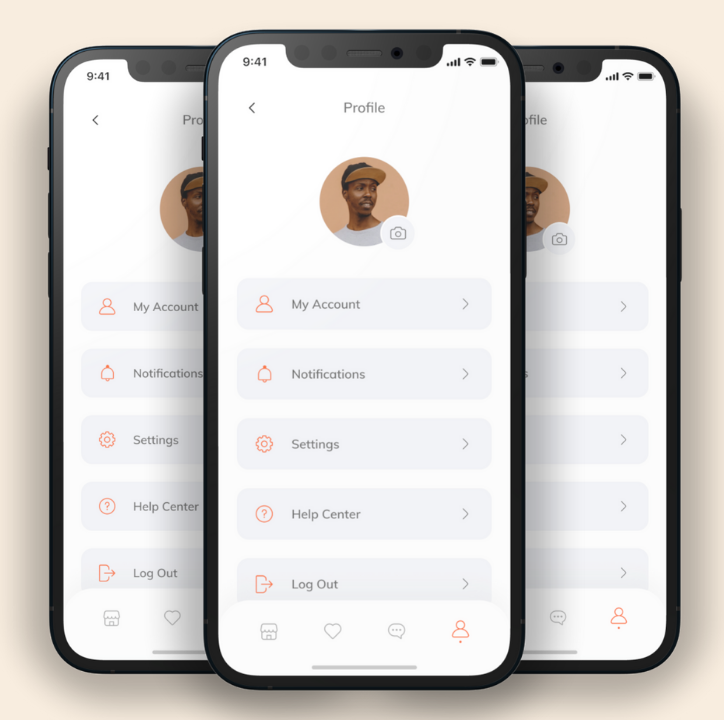 9:41
Profile
My Account
Notifications
Settings
Help Center
Log Out
9:41
Pro
My Account
Notifications
Settings
Help Center
Log Out
ofile
s